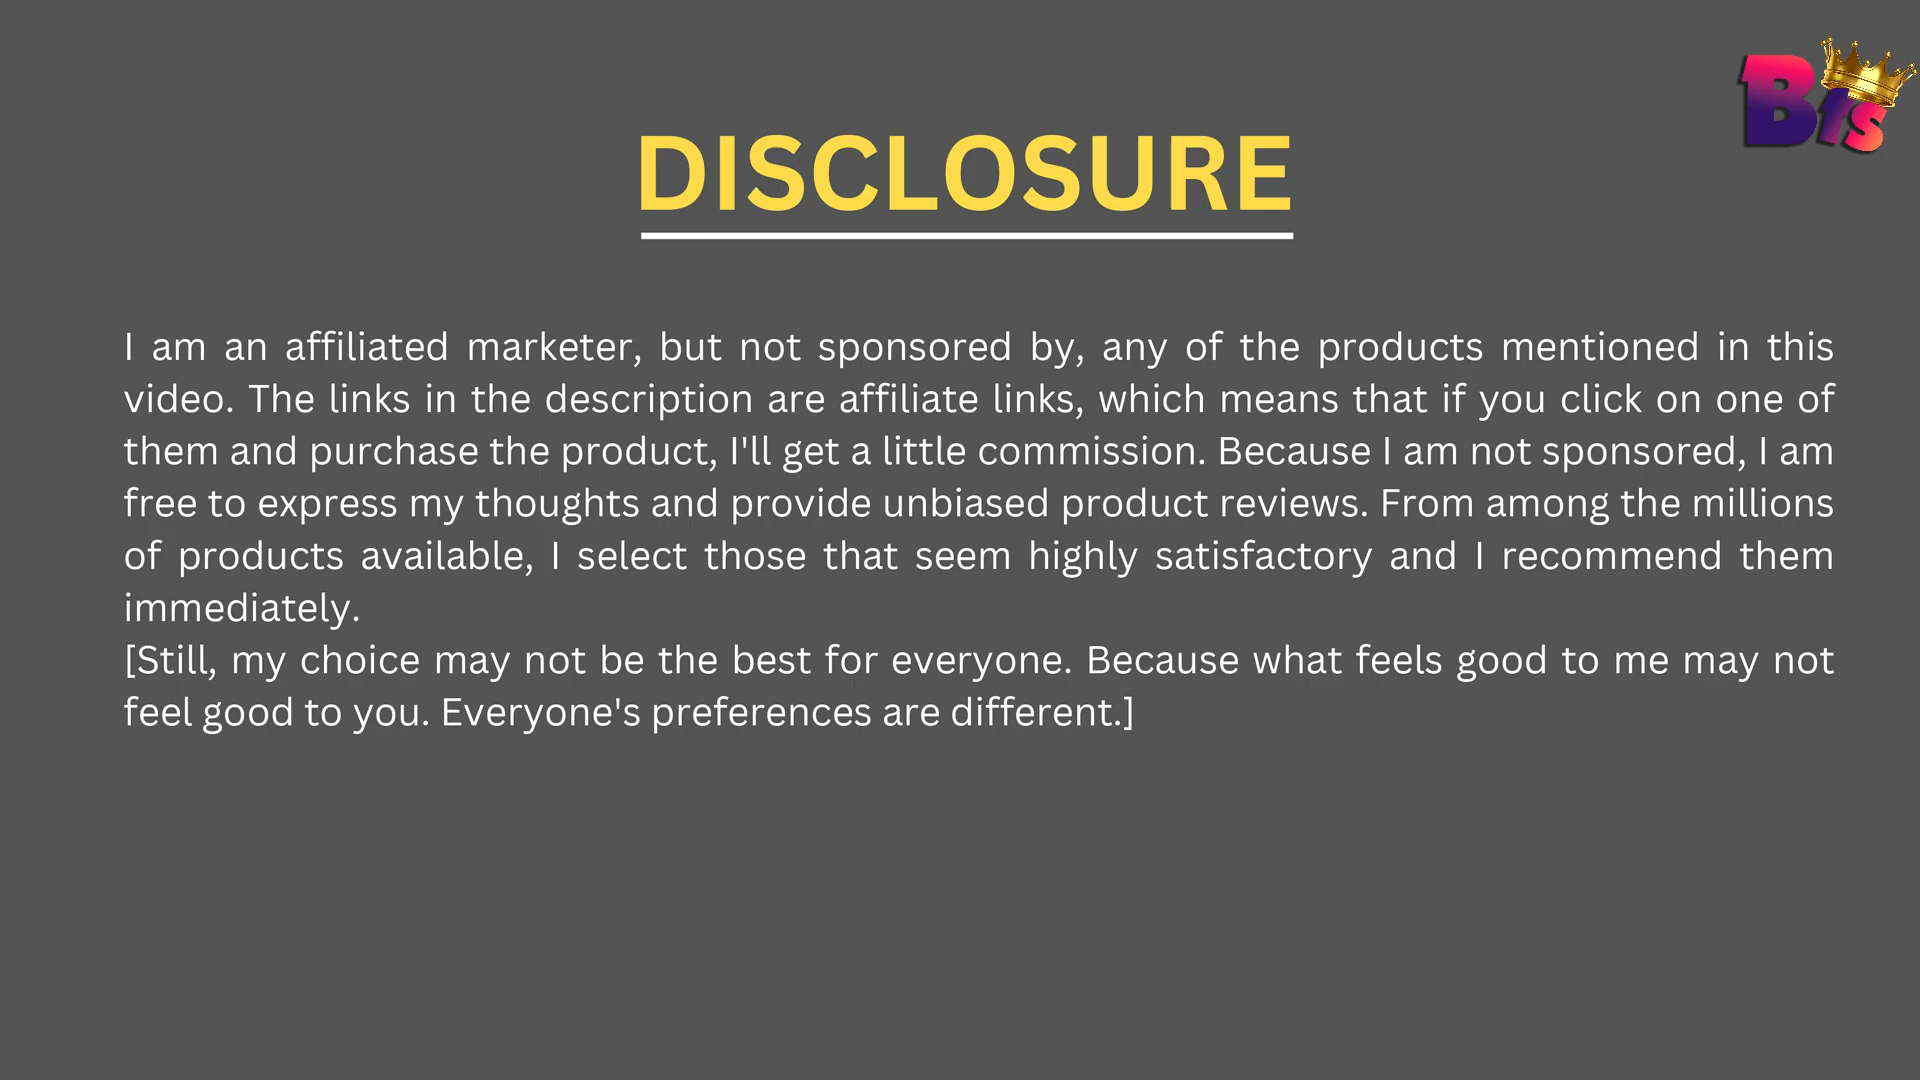 Bfs
DISCLOSURE
I am an affiliated marketer, but not sponsored by, any of the products mentioned in this
video. The links in the description are affiliate links, which means that if you click on one of
them and purchase the product, I'll get a little commission. Because I am not sponsored, I am
free to express my thoughts and provide unbiased product reviews. From among the millions
of products available, I select those that seem highly satisfactory and I recommend them
immediately.
[Still, my choice may not be the best for everyone. Because what feels good to me may not
feel good to you. Everyone's preferences are different.]